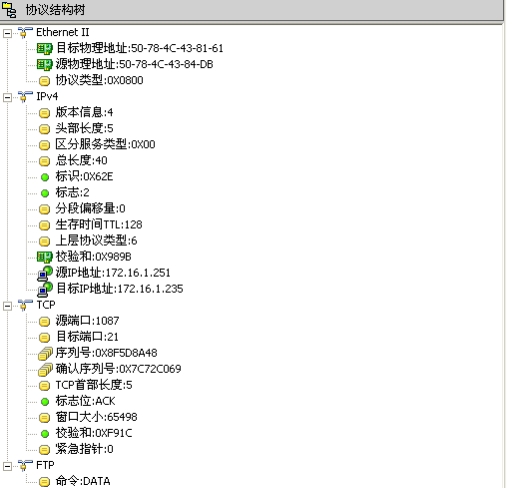 协议结构树
Ethernet II
目标物理地址:50-78-4C-43-81-61
源物理地址:50-78-4C-43-84-DB
协议类型:0X0800
IPv4
版本信息:4
头部长度:5
区分服务类型:0X00
总长度:40
标识:0X62E
标志:2
分段偏移量:0
生存时间TTL:128
上层协议类型:6
校验和:0X989B
源IP地址:172.16.1.251
目标IP地址:172.16.1.235
TCP
源端口:1087
目标端口:21
序列号:0X8F5D8A48
确认序列号:0X7C72C069
TCP首部长度:5
标志位:ACK
窗口大小:65498
校验和:0XF91C
紧急指针:0
FTP
命令:DATA